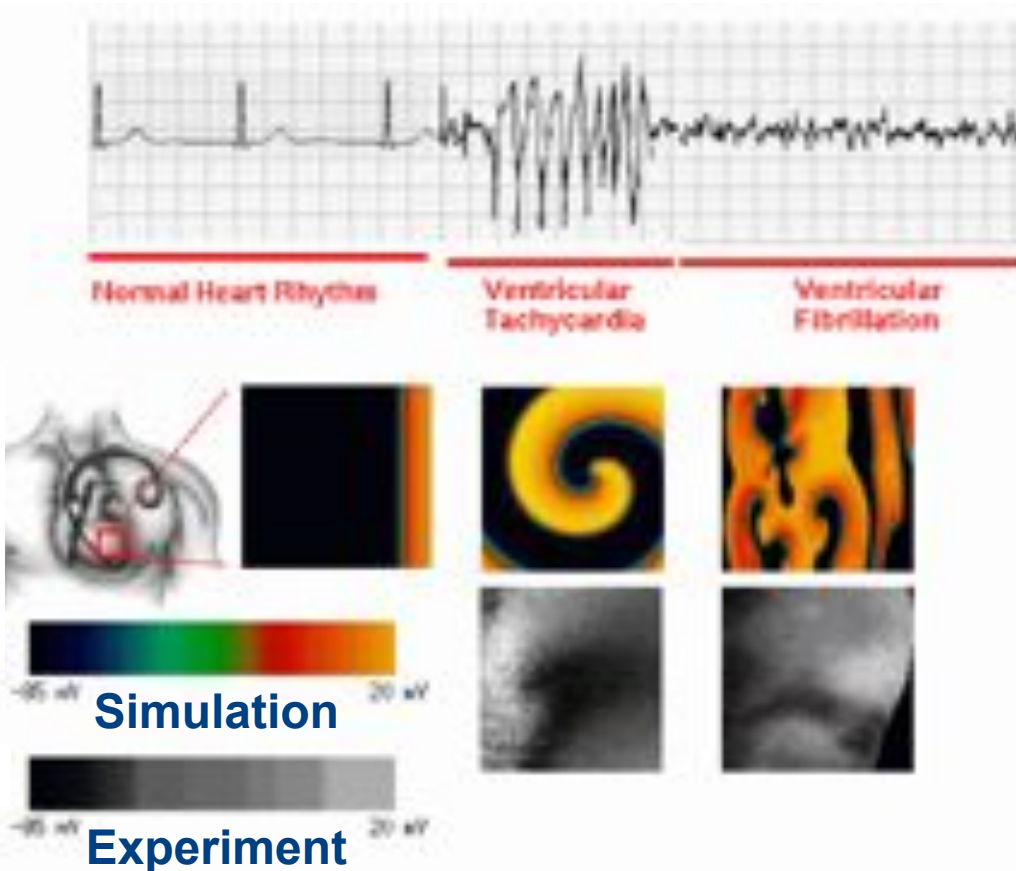 Normal Heart Rhythm
Ventricular
Tachycardia
Ventricular
Fibrillation
-85 mV
20 mV
Simulation
-85 mV
20 mV
Experiment